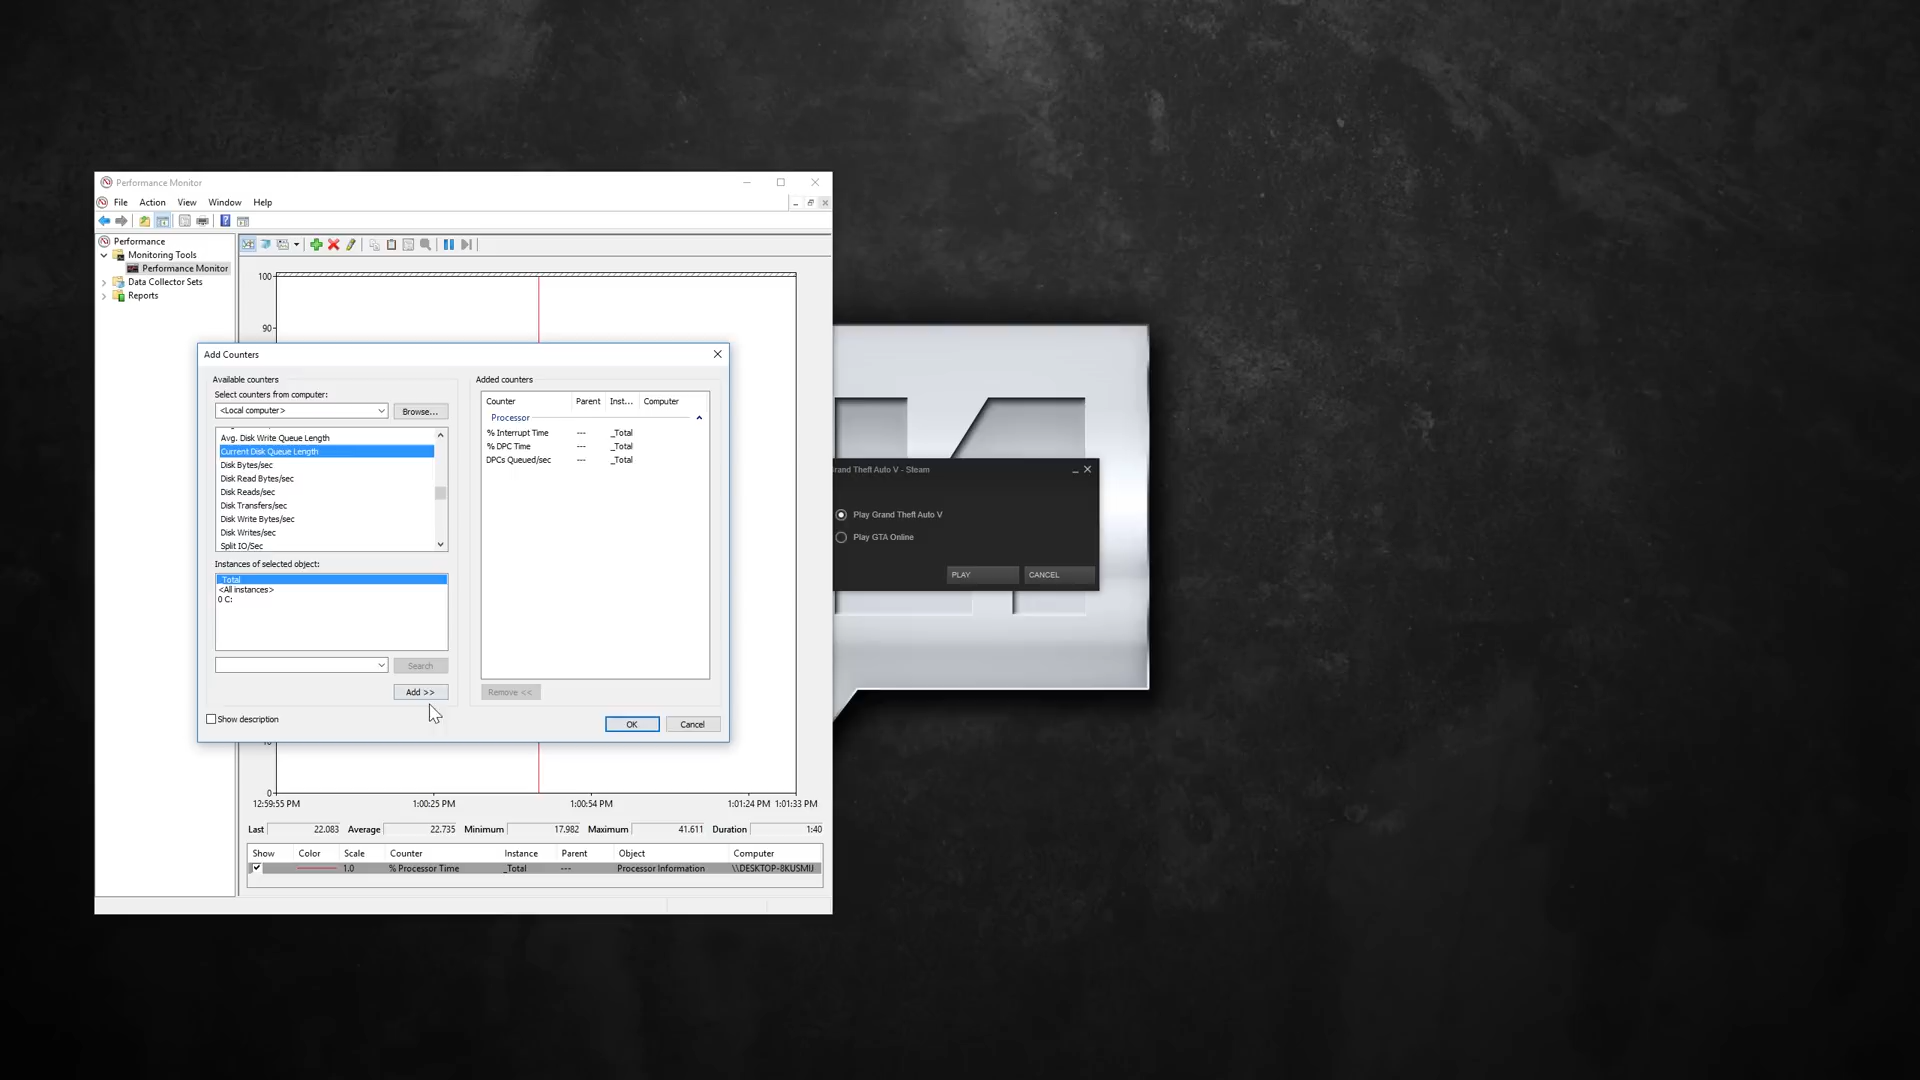 Performance Monitor
File Action View Window Help
Performance
Monitoring Tools
Performance Monitor
Data Collector Sets
Reports
100
90
Add Counters
Available counters
Select counters from computer:
<Local computer>
Browse...
Avg. Disk Write Queue Length
Current Disk Queue Length
Disk Bytes/sec
Disk Read Bytes/sec
Disk Reads/sec
Disk Transfers/sec
Disk Write Bytes/sec
Disk Writes/sec
Split IO/Sec
Instances of selected object:
_Total
<All instances>
0 C:
Search
Add >>
Show description
Added counters
Counter Parent Inst... Computer
Processor
% Interrupt Time --- _Total
% DPC Time --- _Total
DPCs Queued/sec --- _Total
Remove <<
OK Cancel
0
12:59:55 PM 1:00:25 PM 1:00:54 PM 1:01:24 PM 1:01:33 PM
Last 22.083 Average 22.735 Minimum 17.982 Maximum 41.611 Duration 1:40
Show Color Scale Counter Instance Parent Object Computer
1.0 % Processor Time _Total --- Processor Information \\DESKTOP-8KUSMIJ
rand Theft Auto V - Steam
Play Grand Theft Auto V
Play GTA Online
PLAY CANCEL